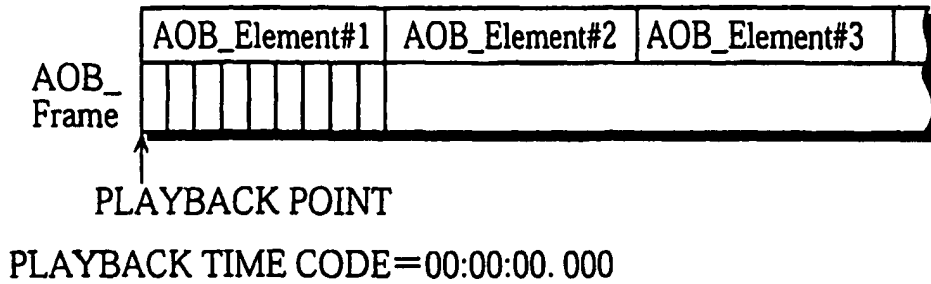 AOB_Element#1 AOB_Element#2 AOB_Element#3
AOB_
Frame
PLAYBACK POINT
PLAYBACK TIME CODE=00:00:00. 000